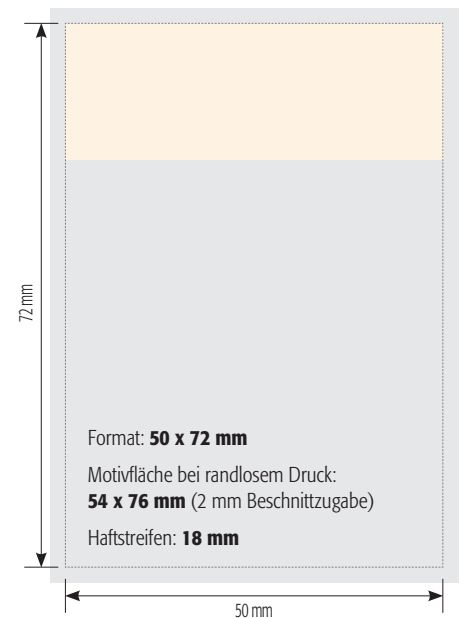 72 mm
Format: 50 x 72 mm
Motivfläche bei randlosem Druck:
54 x 76 mm (2 mm Beschnittzugabe)
Haftstreifen: 18 mm
50 mm